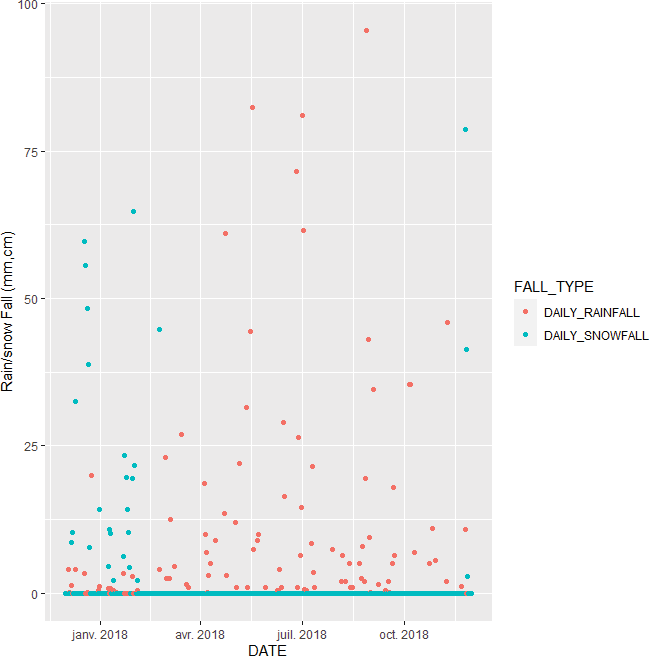 100
75
50
25
0
Rain/snow Fall (mm,cm)
janv. 2018
avr. 2018
juil. 2018
oct. 2018
DATE
FALL_TYPE
DAILY_RAINFALL
DAILY_SNOWFALL